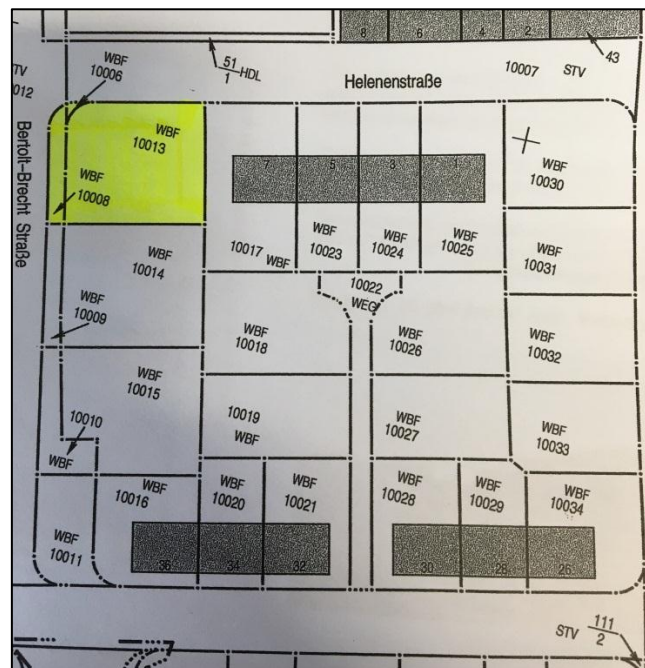 8
6
4
2
43
TV
012
WBF
10006
51
1
HDL
Helenenstraße
10007
STV
Bertolt-Brecht Straße
WBF
10013
WBF
10008
7
5
3
1
WBF
10030
10017
WBF
WBF
10023
WBF
10024
WBF
10025
WBF
10014
WBF
10031
10022
WEG
WBF
10009
WBF
10018
WBF
10026
WBF
10032
WBF
10015
10019
WBF
WBF
10027
WBF
10033
10010
WBF
WBF
10016
WBF
10020
WBF
10021
WBF
10028
WBF
10029
WBF
10034
WBF
10011
36
34
32
30
28
26
STV
111
2